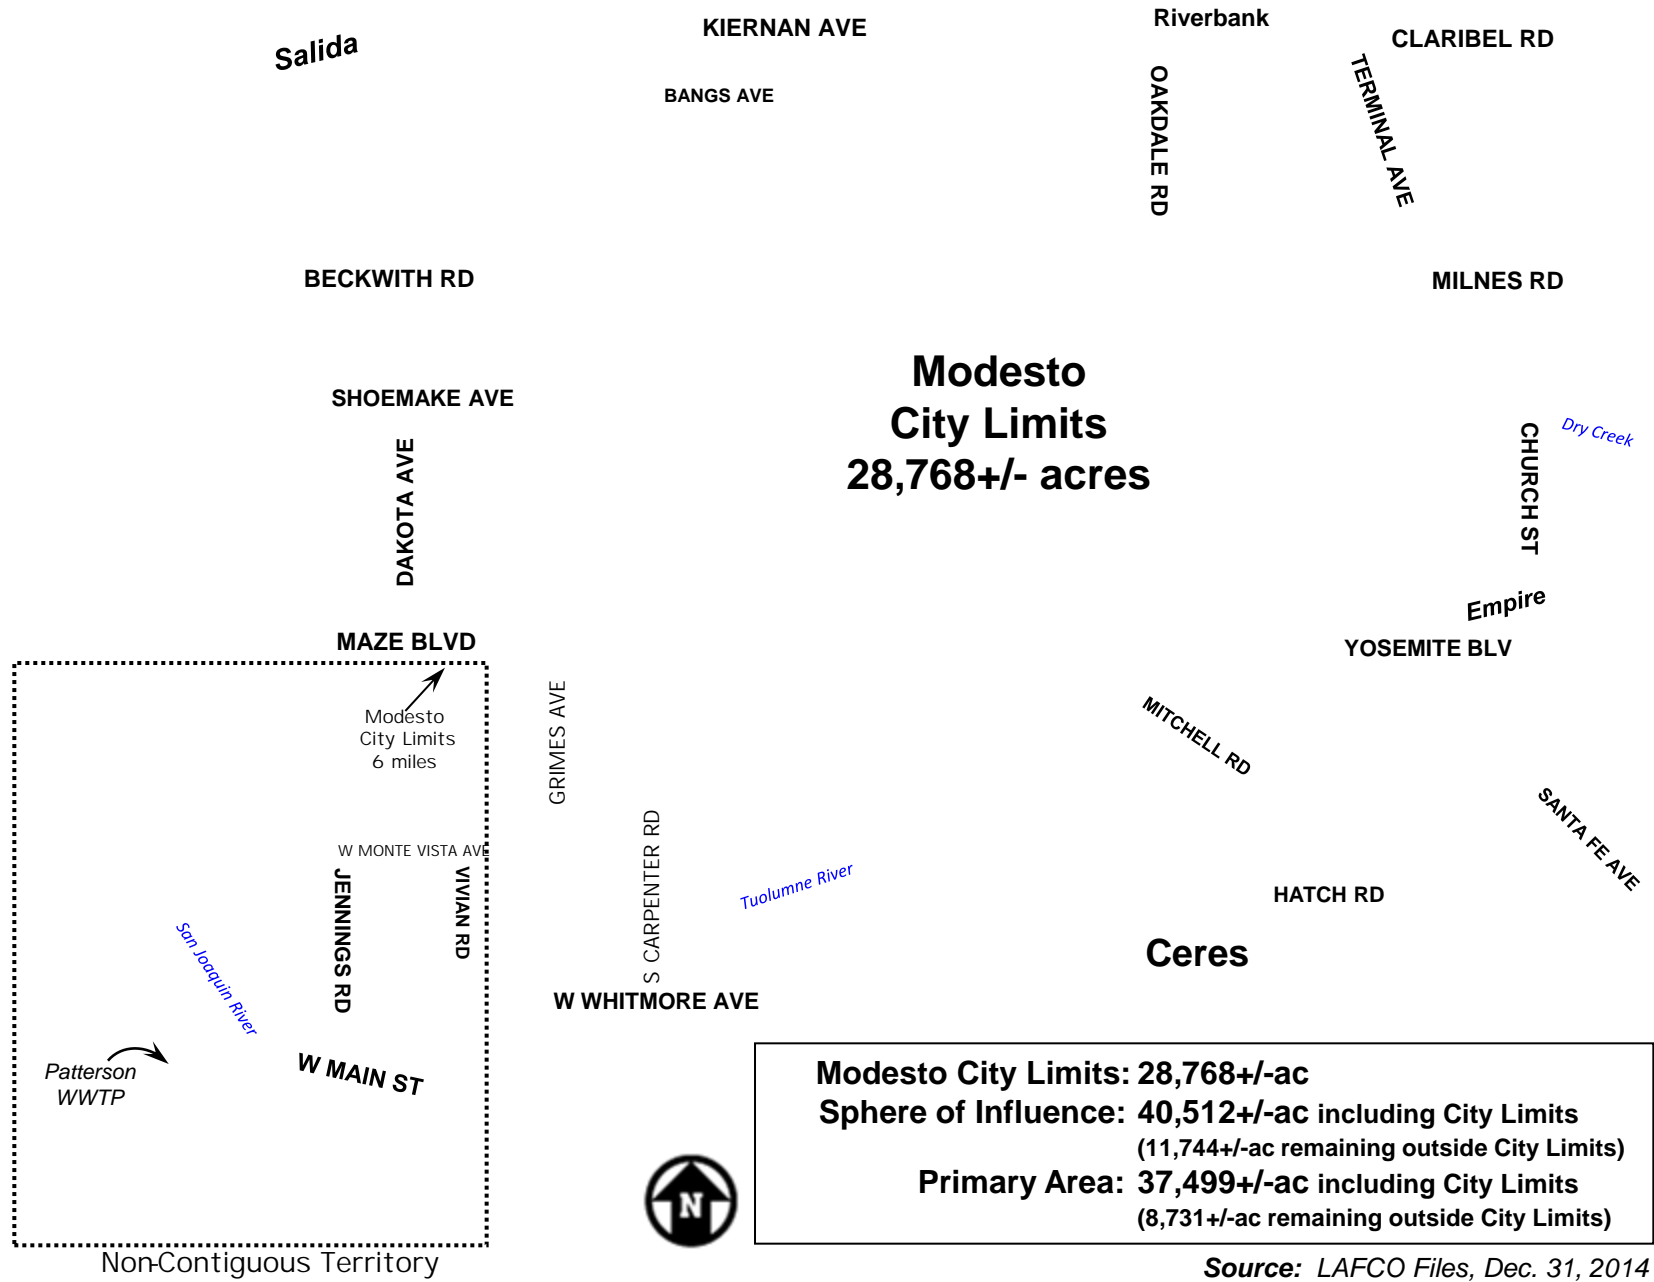 Salida
KIERNAN AVE
Riverbank
CLARIBEL RD
BANGS AVE
OAKDALE RD
TERMINAL AVE
BECKWITH RD
MILNES RD
Modesto
City Limits
28,768+/- acres
SHOEMAKE AVE
DAKOTA AVE
CHURCH ST
Dry Creek
Empire
MAZE BLVD
YOSEMITE BLV
Modesto
City Limits
6 miles
GRIMES AVE
MITCHELL RD
SANTA FE AVE
W MONTE VISTA AVE
JENNINGS RD
VIVIAN RD
S CARPENTER RD
Tuolumne River
HATCH RD
San Joaquin River
Ceres
W WHITMORE AVE
Patterson
WWTP
W MAIN ST
Modesto City Limits: 28,768+/-ac
Sphere of Influence: 40,512+/-ac including City Limits
(11,744+/-ac remaining outside City Limits)
Primary Area: 37,499+/-ac including City Limits
(8,731+/-ac remaining outside City Limits)
N
Non-Contiguous Territory
Source: LAFCO Files, Dec. 31, 2014